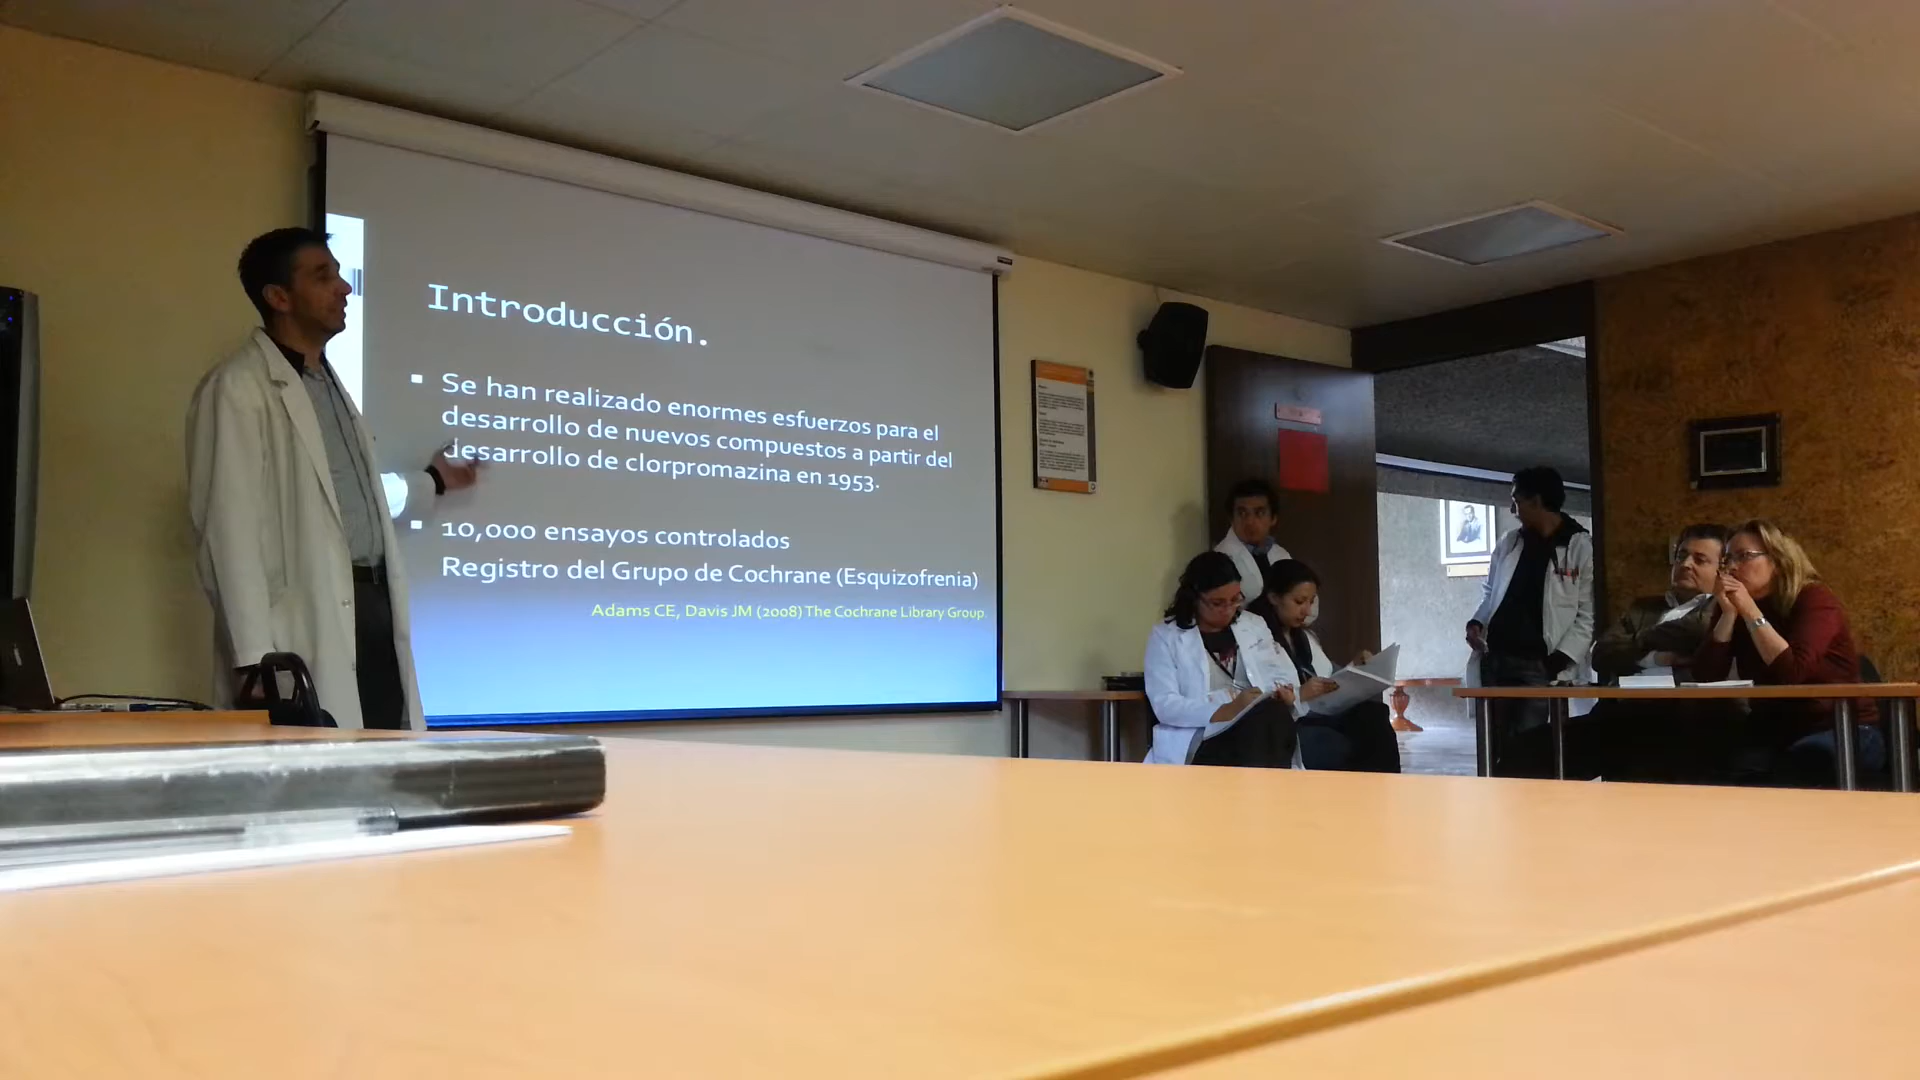 Introducción.
Se han realizado enormes esfuerzos para el
desarrollo de nuevos compuestos a partir del
desarrollo de clorpromazina en 1953.
10,000 ensayos controlados
Registro del Grupo de Cochrane (Esquizofrenia)
Adams CE, Davis JM (2008) The Cochrane Library Group.